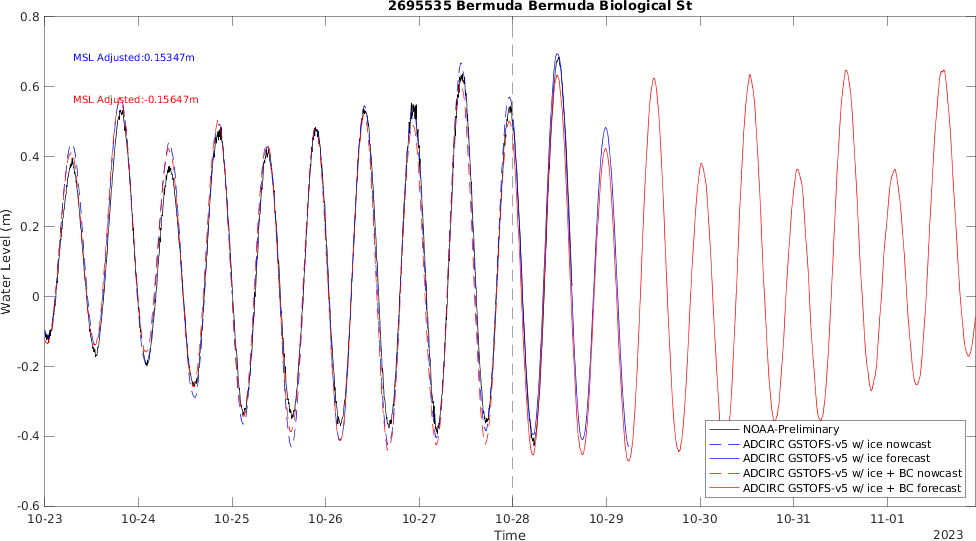 2695535 Bermuda Bermuda Biological St
MSL Adjusted:0.15347m
MSL Adjusted:-0.15647m
Water Level (m)
0.8
0.6
0.4
0.2
0
-0.2
-0.4
-0.6
NOAA-Preliminary
ADCIRC GSTOFS-v5 w/ ice nowcast
ADCIRC GSTOFS-v5 w/ ice forecast
ADCIRC GSTOFS-v5 w/ ice + BC nowcast
ADCIRC GSTOFS-v5 w/ ice + BC forecast
10-23 10-24 10-25 10-26 10-27 10-28 10-29 10-30 10-31 11-01
Time
2023